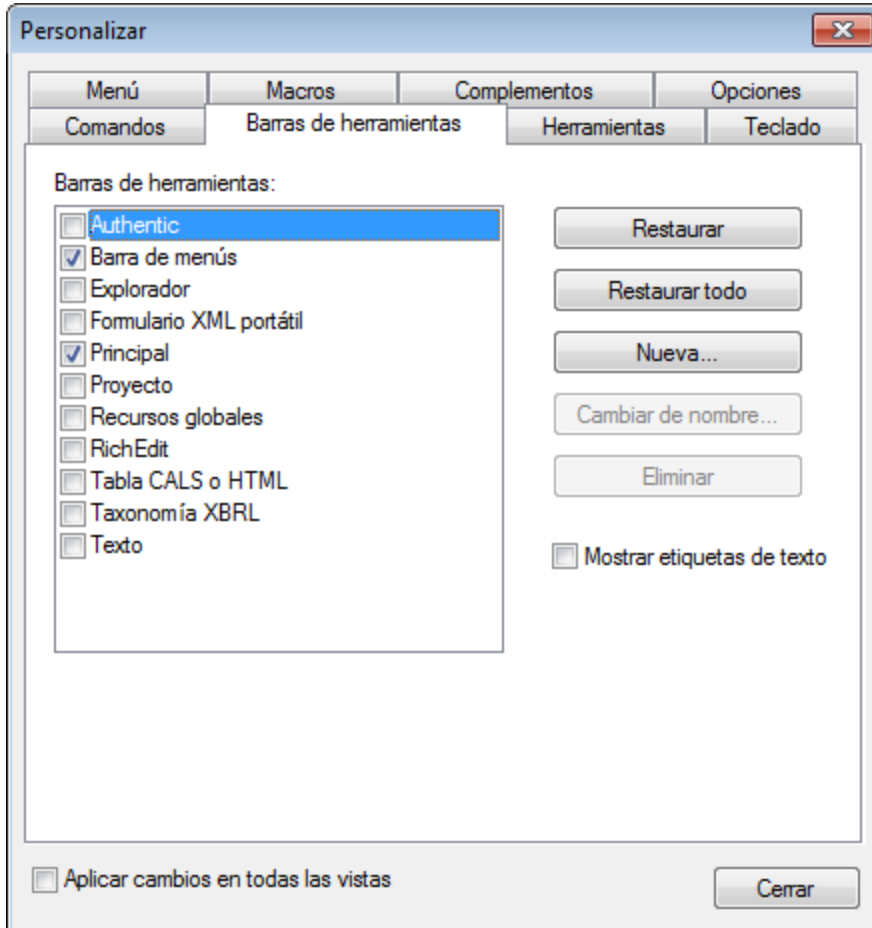 Personalizar
Menú Macros Complementos Opciones
Comandos Barras de herramientas Herramientas Teclado
Barras de herramientas:
Authentic
Barra de menús
Explorador
Formulario XML portátil
Principal
Proyecto
Recursos globales
RichEdit
Tabla CALS o HTML
Taxonomía XBRL
Texto
Restaurar
Restaurar todo
Nueva...
Cambiar de nombre...
Eliminar
Mostrar etiquetas de texto
Aplicar cambios en todas las vistas
Cerrar